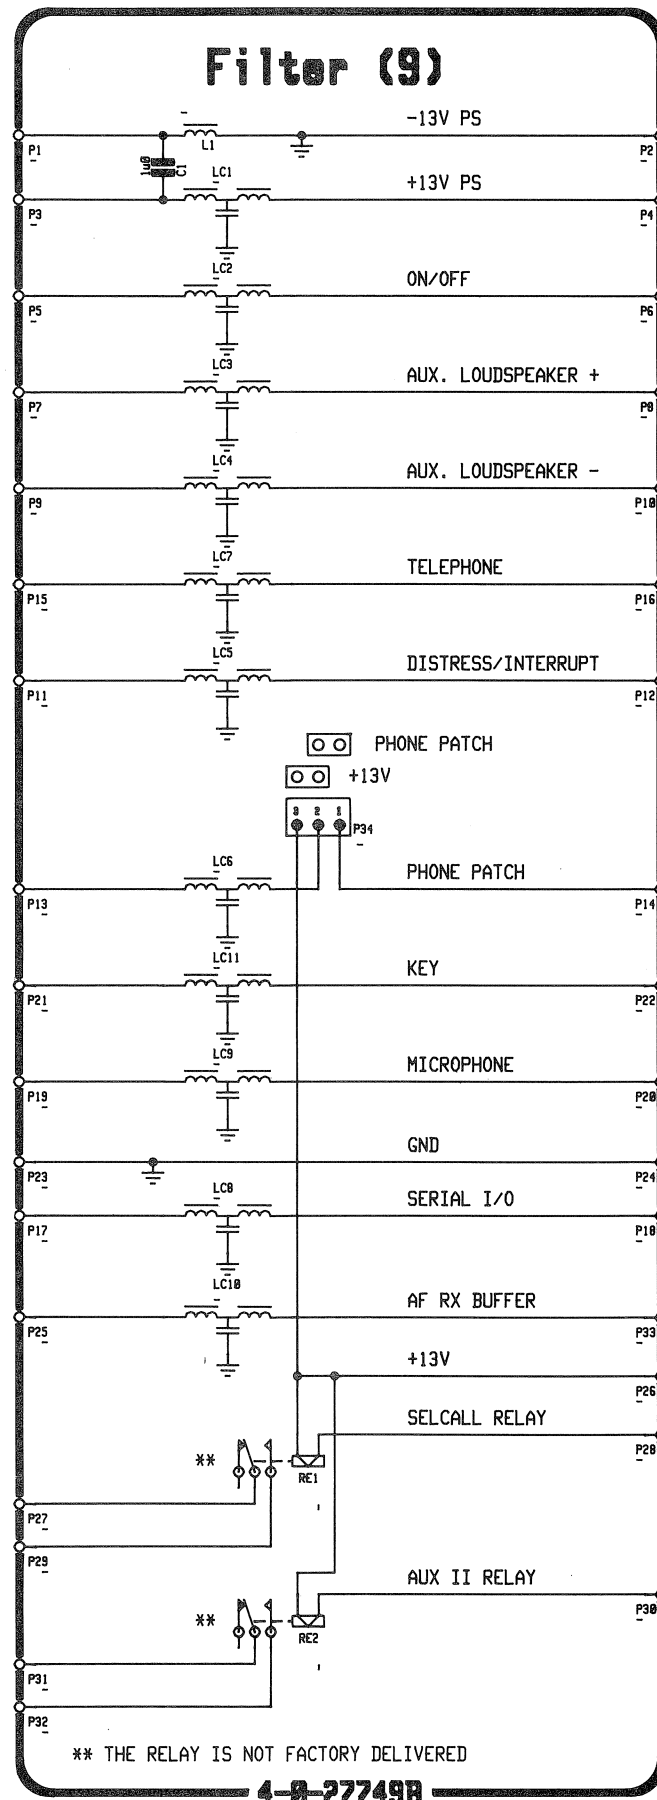 Filter (9)
-13V PS
L1
P1
P2
1u0
C1
LC1
+13V PS
P3
P4
LC2
ON/OFF
P5
P6
LC3
AUX. LOUDSPEAKER +
P7
P8
LC4
AUX. LOUDSPEAKER -
P9
P10
LC7
TELEPHONE
P15
P16
LC5
DISTRESS/INTERRUPT
P11
P12
PHONE PATCH
+13V
3 2 1
P34
LC6
PHONE PATCH
P13
P14
LC11
KEY
P21
P22
LC9
MICROPHONE
P19
P20
GND
P23
P24
LC8
SERIAL I/O
P17
P18
LC10
AF RX BUFFER
P25
P33
+13V
P26
SELCALL RELAY
P28
**
RE1
P27
P29
AUX II RELAY
P30
**
RE2
P31
P32
** THE RELAY IS NOT FACTORY DELIVERED
4-0-27749B